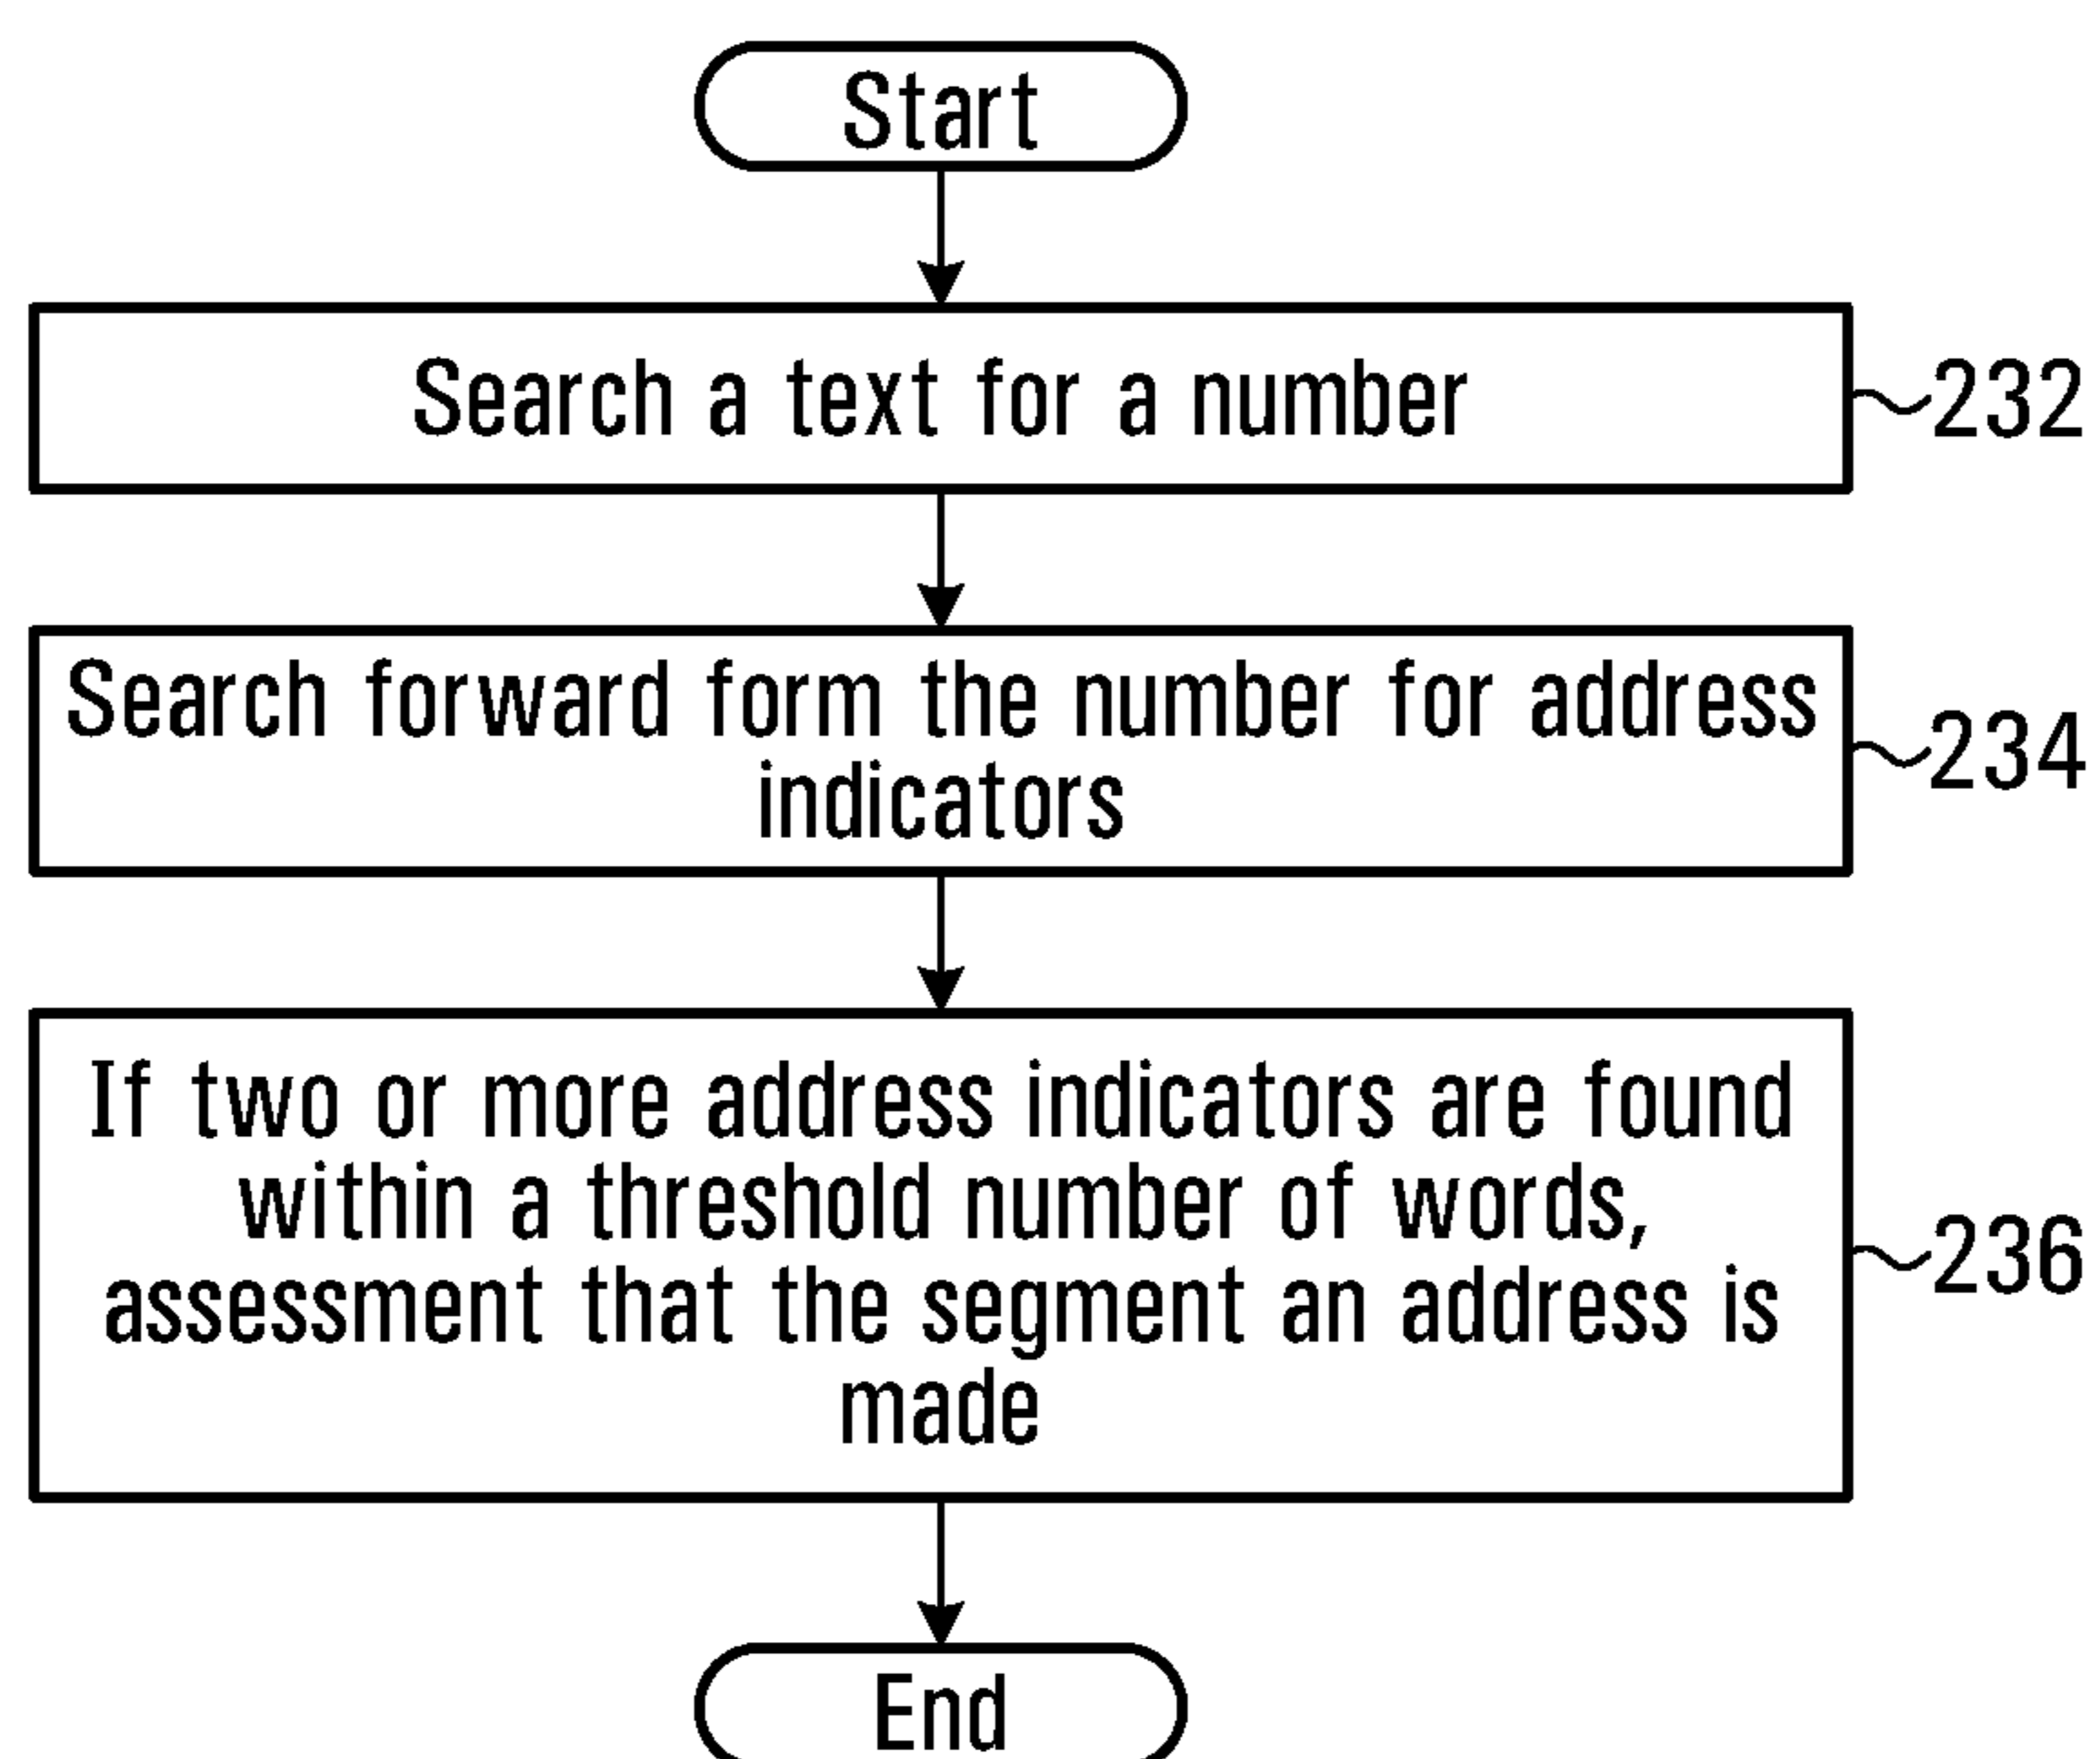 Start
Search a text for a number
232
Search forward form the number for address
indicators
234
If two or more address indicators are found
within a threshold number of words,
assessment that the segment an address is
made
236
End